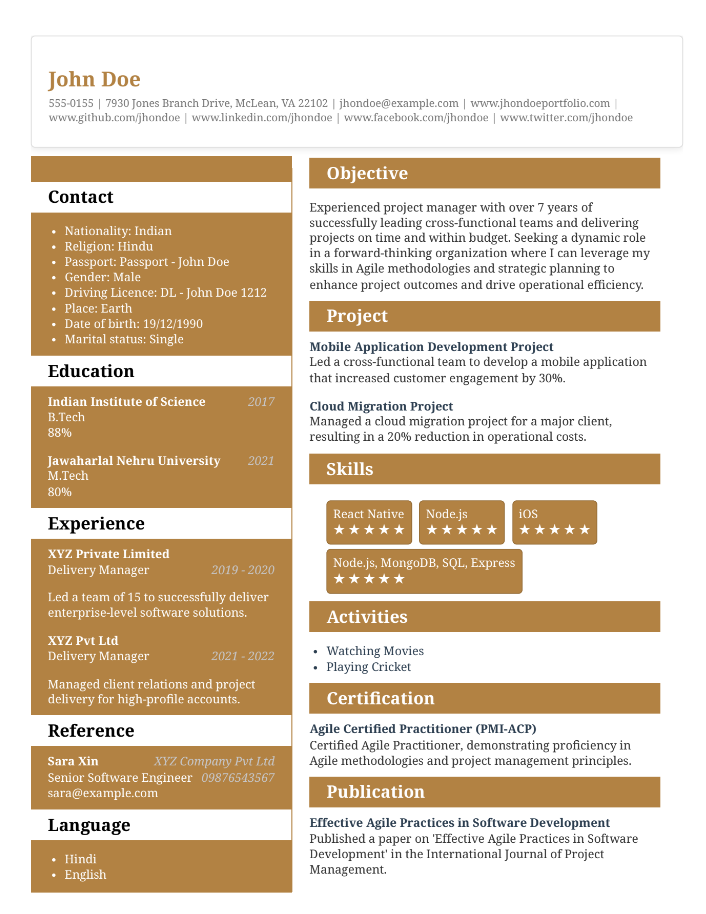 John Doe
555-0155 | 7930 Jones Branch Drive, McLean, VA 22102 | jhondoe@example.com | www.jhondoeportfolio.com |
www.github.com/jhondoe | www.linkedin.com/jhondoe | www.facebook.com/jhondoe | www.twitter.com/jhondoe
Contact
• Nationality: Indian
• Religion: Hindu
• Passport: Passport - John Doe
• Gender: Male
• Driving Licence: DL - John Doe 1212
• Place: Earth
• Date of birth: 19/12/1990
• Marital status: Single
Education
Indian Institute of Science 2017
B.Tech
88%
Jawaharlal Nehru University 2021
M.Tech
80%
Experience
XYZ Private Limited
Delivery Manager 2019 - 2020
Led a team of 15 to successfully deliver
enterprise-level software solutions.
XYZ Pvt Ltd
Delivery Manager 2021 - 2022
Managed client relations and project
delivery for high-profile accounts.
Reference
Sara Xin XYZ Company Pvt Ltd
Senior Software Engineer 09876543567
sara@example.com
Language
• Hindi
• English
Objective
Experienced project manager with over 7 years of
successfully leading cross-functional teams and delivering
projects on time and within budget. Seeking a dynamic role
in a forward-thinking organization where I can leverage my
skills in Agile methodologies and strategic planning to
enhance project outcomes and drive operational efficiency.
Project
Mobile Application Development Project
Led a cross-functional team to develop a mobile application
that increased customer engagement by 30%.
Cloud Migration Project
Managed a cloud migration project for a major client,
resulting in a 20% reduction in operational costs.
Skills
React Native Node.js iOS
★★★★★ ★★★★★ ★★★★★
Node.js, MongoDB, SQL, Express
★★★★★
Activities
• Watching Movies
• Playing Cricket
Certification
Agile Certified Practitioner (PMI-ACP)
Certified Agile Practitioner, demonstrating proficiency in
Agile methodologies and project management principles.
Publication
Effective Agile Practices in Software Development
Published a paper on 'Effective Agile Practices in Software
Development' in the International Journal of Project
Management.